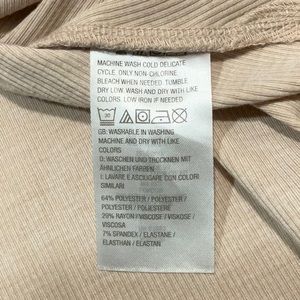 MACHINE WASH COLD DELICATE
CYCLE. ONLY NON-CHLORINE
BLEACH WHEN NEEDED. TUMBLE
DRY LOW. WASH AND DRY WITH LIKE
COLORS. LOW IRON IF NEEDED.
30
GB: WASHABLE IN WASHING
MACHINE AND DRY WITH LIKE
COLORS
D: WASCHEN UND TROCKNEN MIT
ÄHNLICHEN FARBEN
I: LAVARE E ASCIUGARE CON COLORI
SIMILARI
64% POLYESTER /
POLYESTER / POLIESTERE
29% RAYON / VISCOSE / VISKOSE /
VISCOSA
7% SPANDEX / ELASTANE /
ELASTHAN / ELASTAN